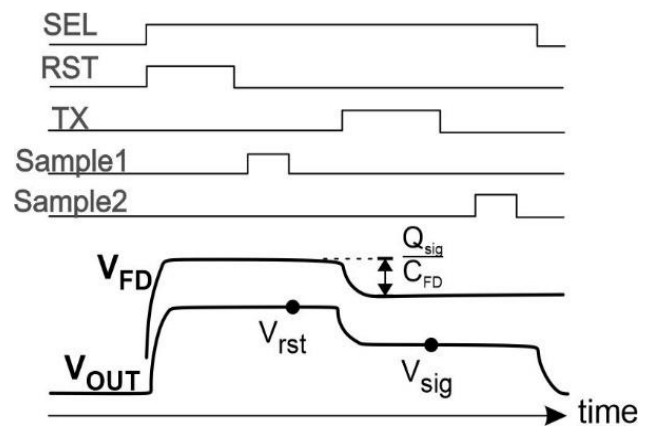 SEL
RST
TX
Sample1
Sample2
V_FD
Q_sig
C_FD
V_rst
V_OUT
V_sig
time